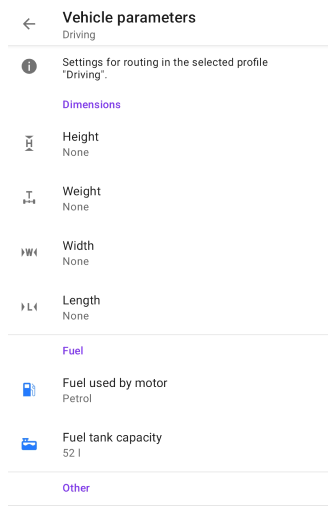 Vehicle parameters
Driving
Settings for routing in the selected profile
"Driving".
Dimensions
H
Height
None
T
Weight
None
W
Width
None
L
Length
None
Fuel
Fuel used by motor
Petrol
Fuel tank capacity
52 l
Other